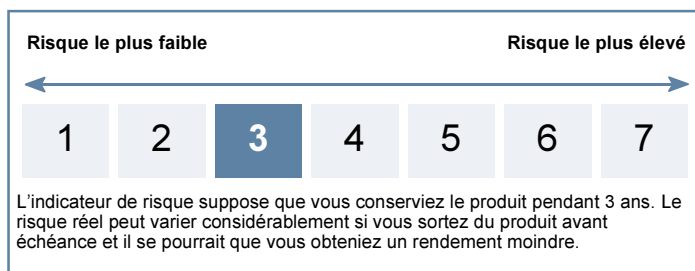 Risque le plus faible Risque le plus élevé
1 2 3 4 5 6 7
L'indicateur de risque suppose que vous conserviez le produit pendant 3 ans. Le
risque réel peut varier considérablement si vous sortez du produit avant
échéance et il se pourrait que vous obteniez un rendement moindre.